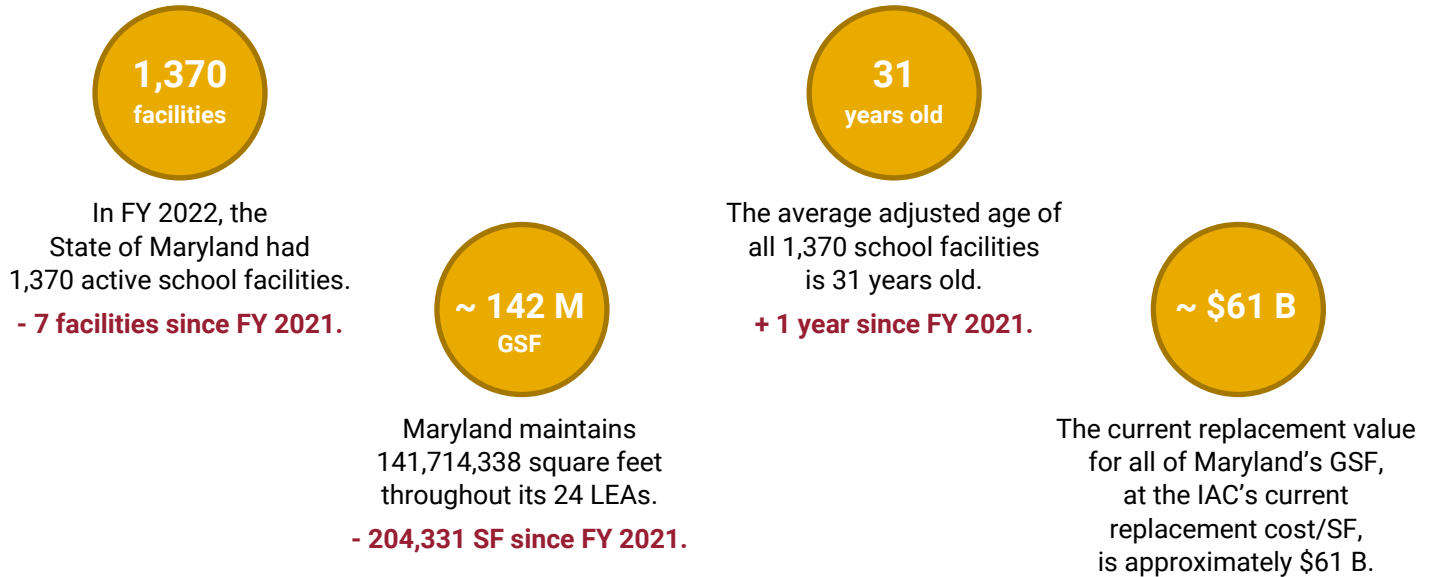 1,370
facilities
In FY 2022, the
State of Maryland had
1,370 active school facilities.
- 7 facilities since FY 2021.
~ 142 M
GSF
Maryland maintains
141,714,338 square feet
throughout its 24 LEAs.
- 204,331 SF since FY 2021.
31
years old
The average adjusted age of
all 1,370 school facilities
is 31 years old.
+ 1 year since FY 2021.
~ $61 B
The current replacement value
for all of Maryland’s GSF,
at the IAC’s current
replacement cost/SF,
is approximately $61 B.